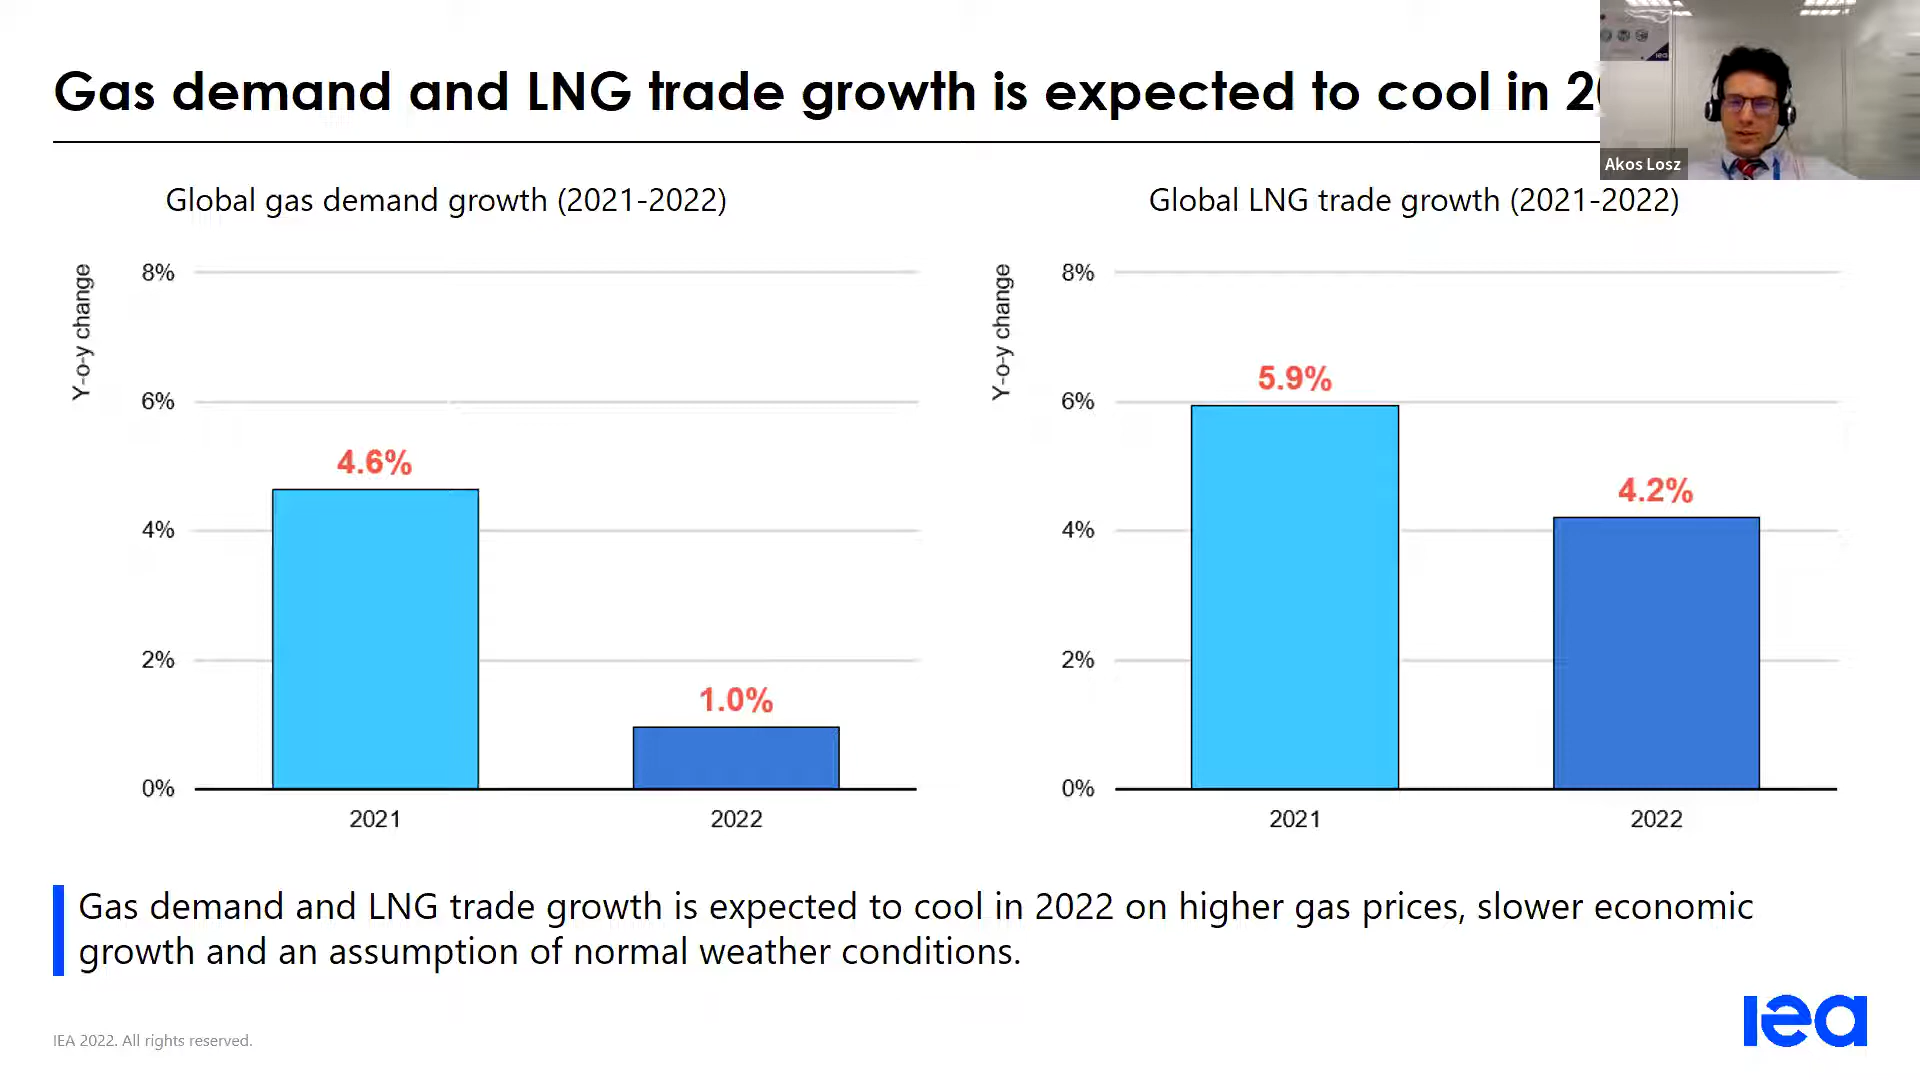 Gas demand and LNG trade growth is expected to cool in
Akos Losz
Global gas demand growth (2021-2022)
Y-o-y change
8%
6%
4%
2%
0%
4.6%
1.0%
2021
2022
Global LNG trade growth (2021-2022)
Y-o-y change
8%
6%
4%
2%
0%
5.9%
4.2%
2021
2022
Gas demand and LNG trade growth is expected to cool in 2022 on higher gas prices, slower economic
growth and an assumption of normal weather conditions.
IEA 2022. All rights reserved.
iea